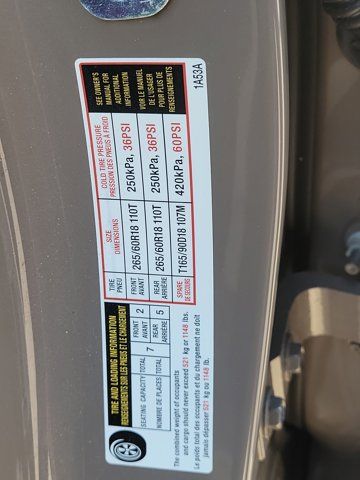 TIRE AND LOADING INFORMATION
RENSEIGNEMENTS SUR LES PNEUS ET LE CHARGEMENT
SEATING CAPACITY TOTAL 7 FRONT AVANT 2 REAR ARRIÈRE 5
NOMBRE DE PLACES TOTAL
The combined weight of occupants
and cargo should never exceed 521 kg or 1148 lbs.
Le poids total des occupants et du chargement ne doit
jamais dépasser 521 kg ou 1148 lb.
TIRE PNEU SIZE DIMENSIONS COLD TIRE PRESSURE PRESSION DES PNEUS À FROID
FRONT AVANT 265/60R18 110T 250kPa, 36PSI
REAR ARRIÈRE 265/60R18 110T 250kPa, 36PSI
SPARE DE SECOURS T165/90D18 107M 420kPa, 60PSI
SEE OWNER'S
MANUAL FOR
ADDITIONAL
INFORMATION
VOIR LE MANUEL
DE L'USAGER
POUR PLUS DE
RENSEIGNEMENTS
1A53A